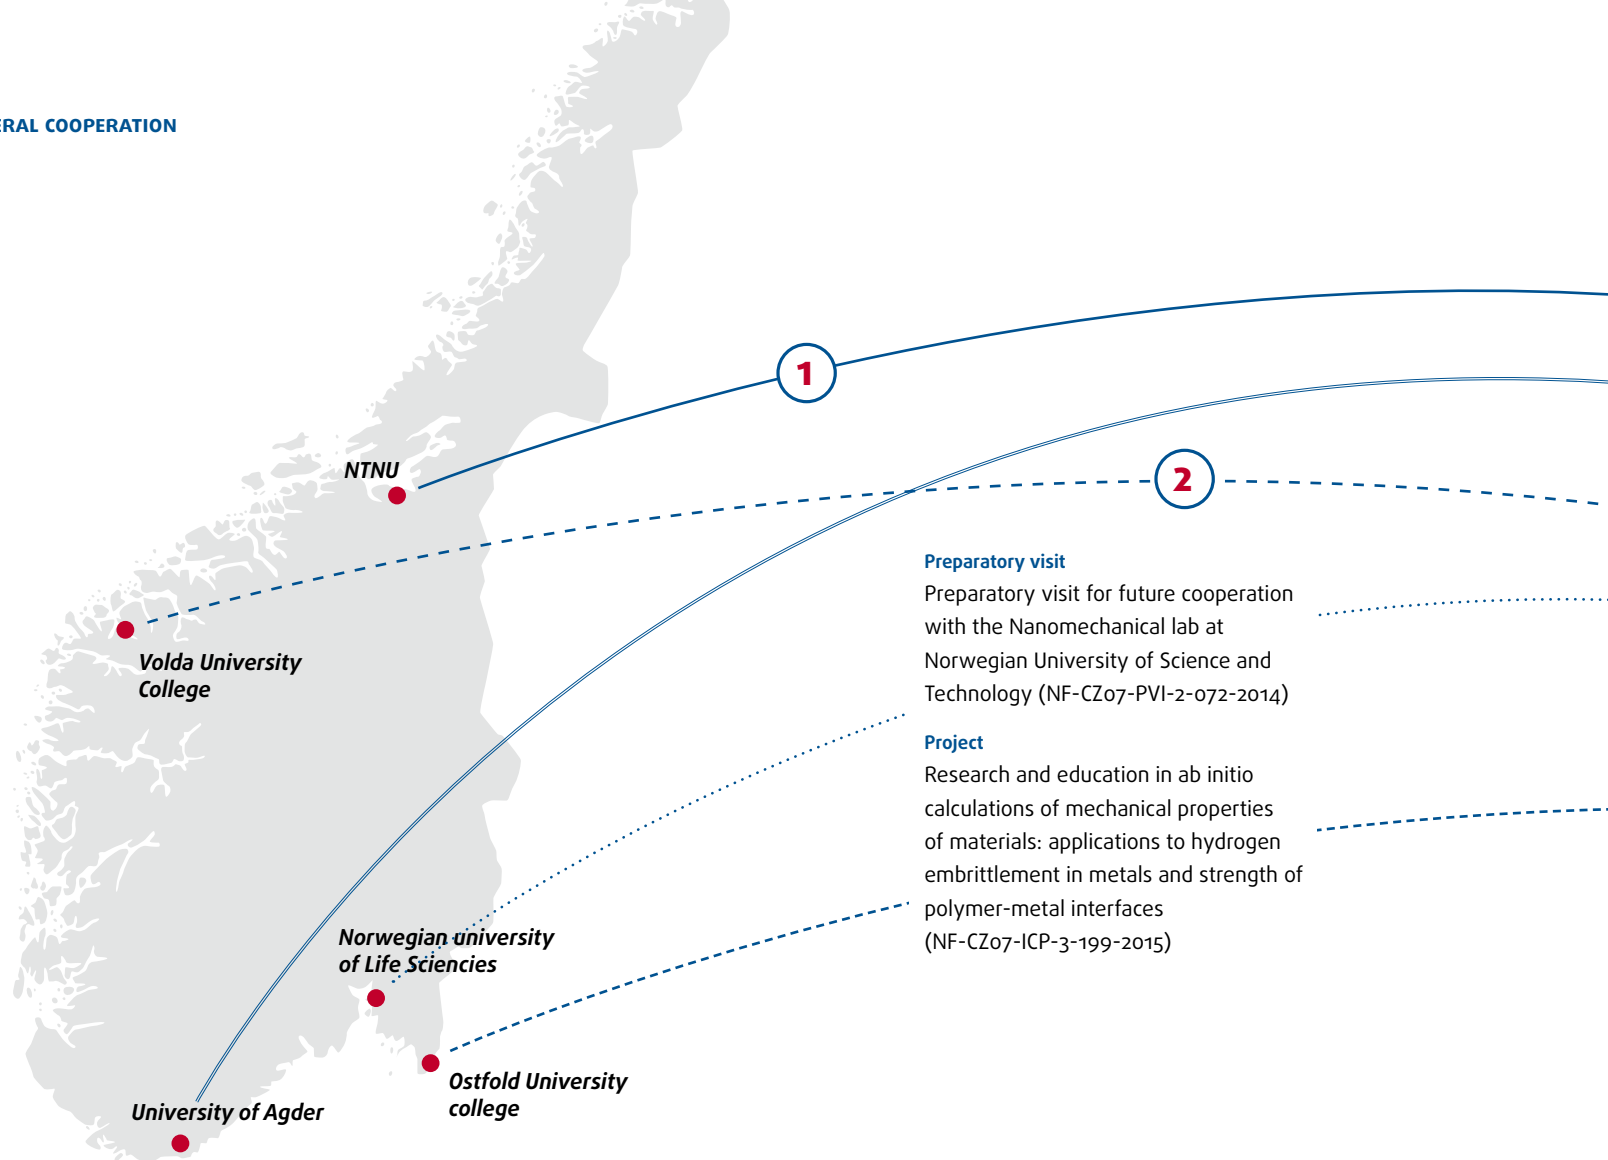 ERAL COOPERATION
1
NTNU
2
Volda University
College
Preparatory visit
Preparatory visit for future cooperation
with the Nanomechanical lab at
Norwegian University of Science and
Technology (NF-CZ07-PVI-2-072-2014)
Project
Research and education in ab initio
calculations of mechanical properties
of materials: applications to hydrogen
embrittlement in metals and strength of
polymer-metal interfaces
(NF-CZ07-ICP-3-199-2015)
Norwegian university
of Life Sciencies
Ostfold University
college
University of Agder